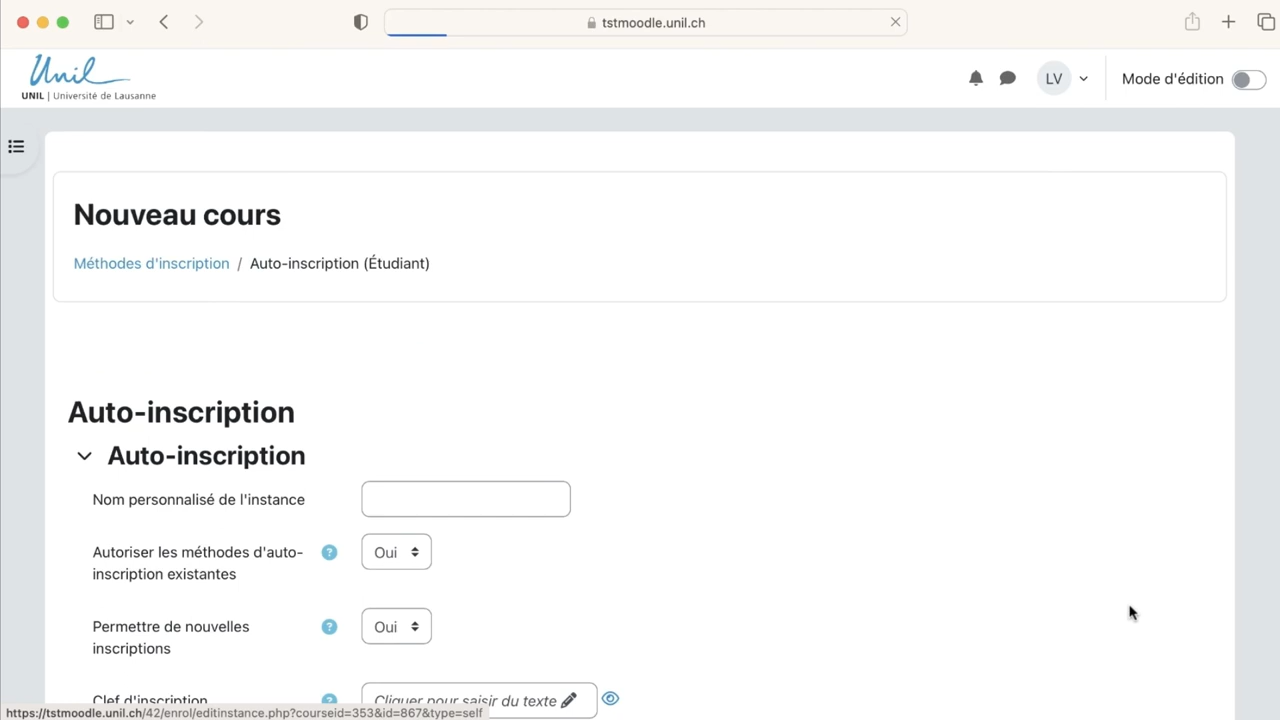 tstmoodle.unil.ch
Unil
UNIL | Université de Lausanne
LV
Mode d'édition
Nouveau cours
Méthodes d'inscription / Auto-inscription (Étudiant)
Auto-inscription
Auto-inscription
Nom personnalisé de l'instance
Autoriser les méthodes d'auto-
inscription existantes
? Oui
Permettre de nouvelles
inscriptions
? Oui
Clef d'inscription ? Cliquer pour saisir du texte
https://tstmoodle.unil.ch/42/enrol/editinstance.php?courseid=353&id=867&type=self